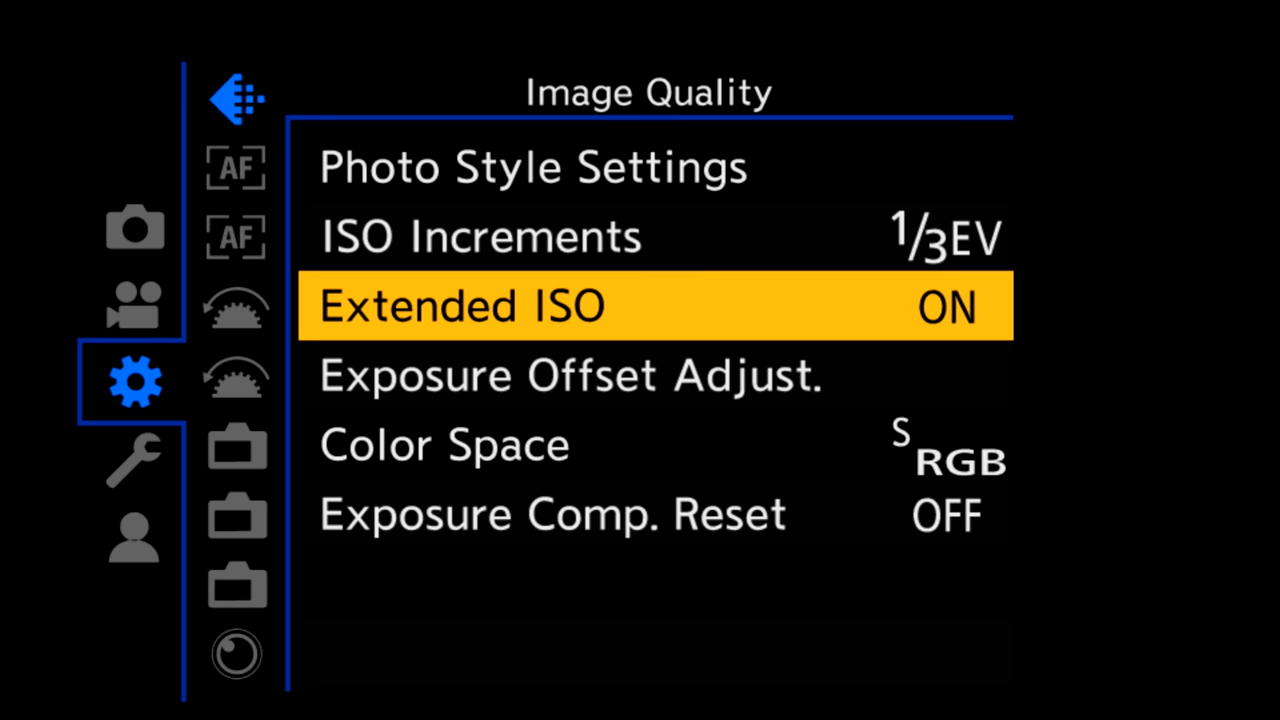 Image Quality
AF
Photo Style Settings
AF
ISO Increments 1/3EV
Extended ISO ON
Exposure Offset Adjust.
Color Space sRGB
Exposure Comp. Reset OFF